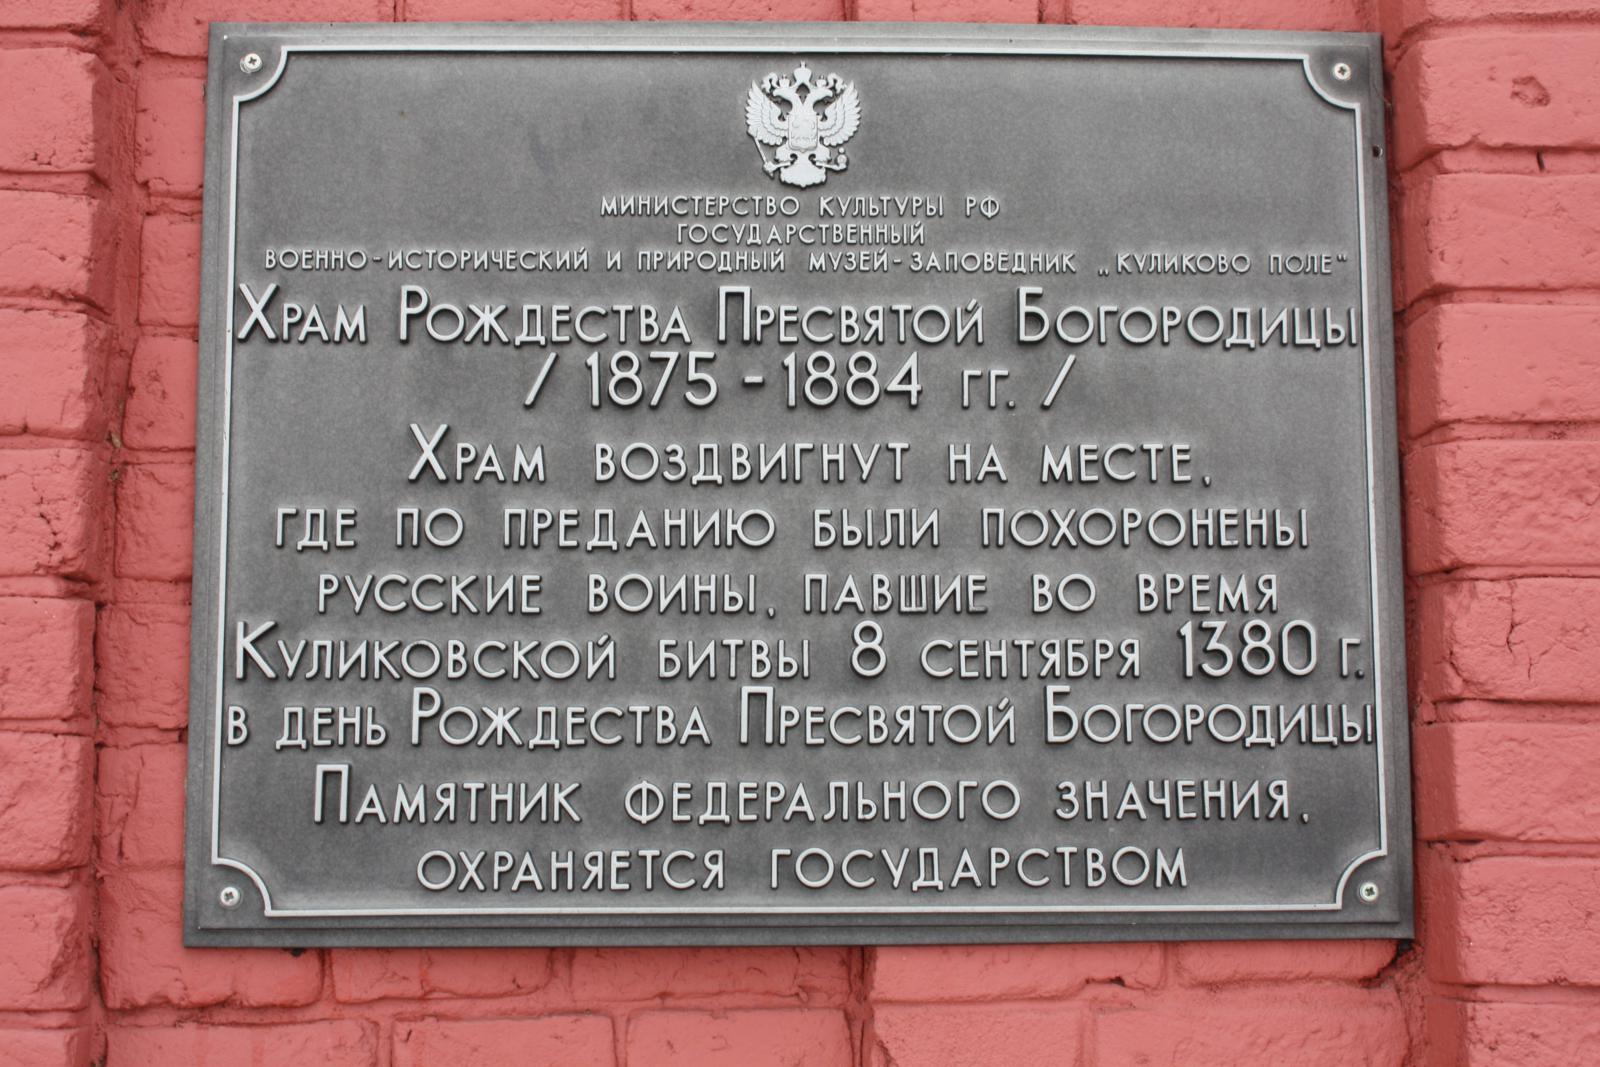 МИНИСТЕРСТВО КУЛЬТУРЫ РФ
ГОСУДАРСТВЕННЫЙ
ВОЕННО-ИСТОРИЧЕСКИЙ И ПРИРОДНЫЙ МУЗЕЙ-ЗАПОВЕДНИК „КУЛИКОВО ПОЛЕ"
ХРАМ РОЖДЕСТВА ПРЕСВЯТОЙ БОГОРОДИЦЫ
/ 1875 - 1884 ГГ. /
ХРАМ ВОЗДВИГНУТ НА МЕСТЕ,
ГДЕ ПО ПРЕДАНИЮ БЫЛИ ПОХОРОНЕНЫ
РУССКИЕ ВОИНЫ, ПАВШИЕ ВО ВРЕМЯ
КУЛИКОВСКОЙ БИТВЫ 8 СЕНТЯБРЯ 1380 Г.
В ДЕНЬ РОЖДЕСТВА ПРЕСВЯТОЙ БОГОРОДИЦЫ
ПАМЯТНИК ФЕДЕРАЛЬНОГО ЗНАЧЕНИЯ,
ОХРАНЯЕТСЯ ГОСУДАРСТВОМ